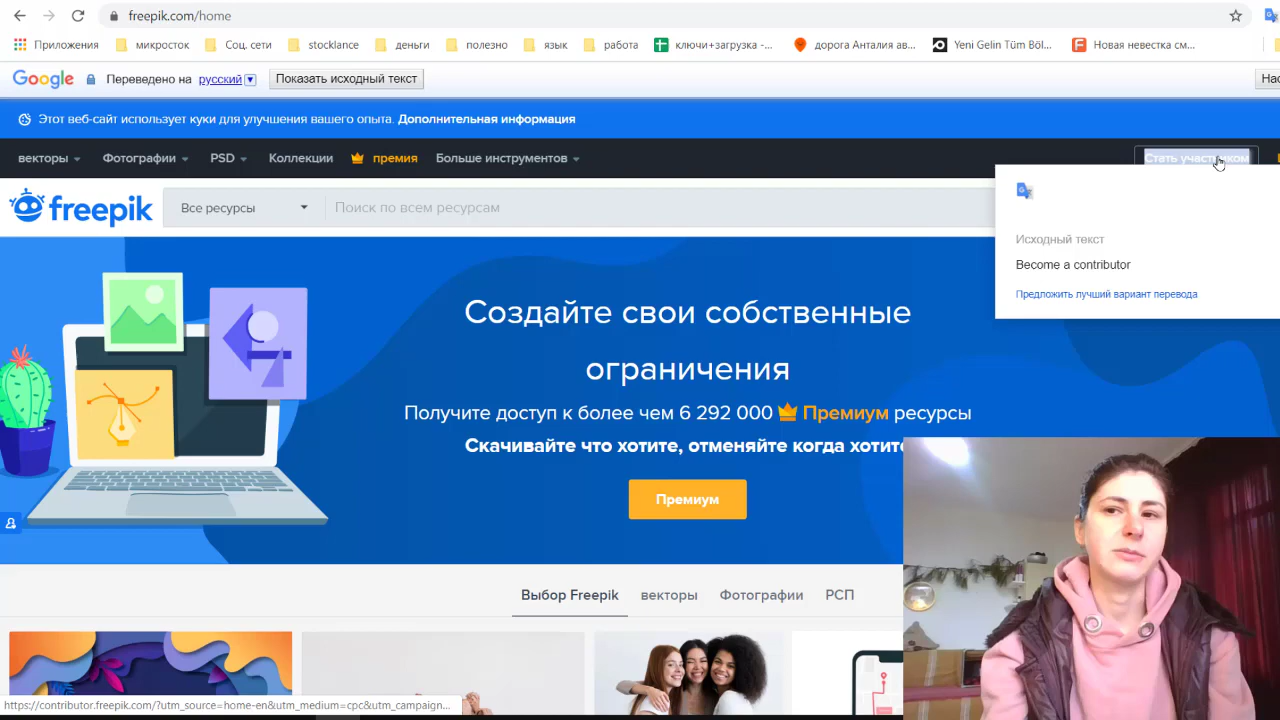 freepik.com/home
Приложения микросток Соц. сети stocklance деньги полезно язык работа ключи+загрузка -... дорога Анталия ав... Yeni Gelin Tüm Böl... Новая невестка см...
Google Переведено на русский Показать исходный текст Нас
Этот веб-сайт использует куки для улучшения вашего опыта. Дополнительная информация
векторы Фотографии PSD Коллекции премия Больше инструментов Стать участником
freepik Все ресурсы Поиск по всем ресурсам
Исходный текст
Become a contributor
Предложить лучший вариант перевода
Создайте свои собственные
ограничения
Получите доступ к более чем 6 292 000 Премиум ресурсы
Скачивайте что хотите, отменяйте когда хотите
Премиум
Выбор Freepik векторы Фотографии РСП
https://contributor.freepik.com/?utm_source=home-en&utm_medium=cpc&utm_campaign...